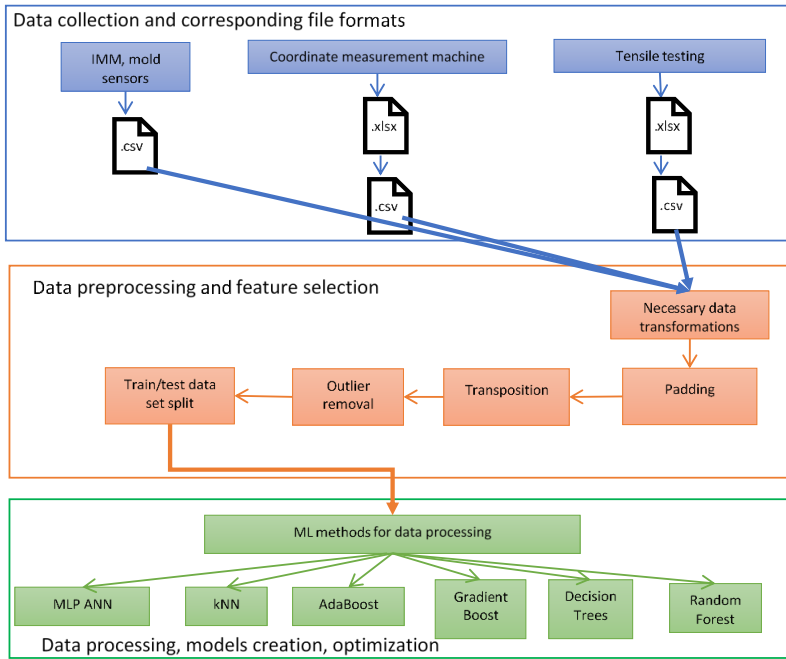 Data collection and corresponding file formats
IMM, mold
sensors
Coordinate measurement machine
Tensile testing
.csv
.xlsx
.xlsx
.csv
.csv
Data preprocessing and feature selection
Necessary data
transformations
Train/test data
set split
Outlier
removal
Transposition
Padding
ML methods for data processing
MLP ANN
kNN
AdaBoost
Gradient
Boost
Decision
Trees
Random
Forest
Data processing, models creation, optimization